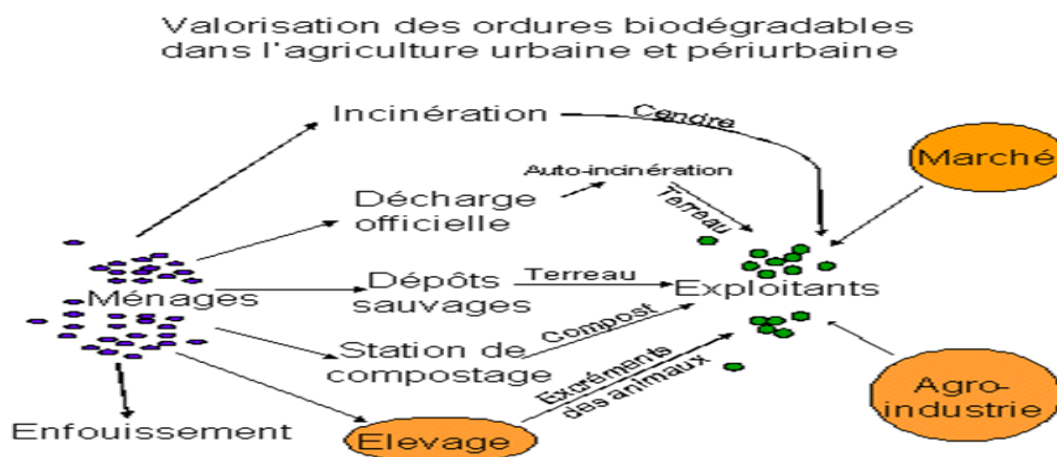 Valorisation des ordures biodégradables
dans l'agriculture urbaine et périurbaine
Incinération
Cendre
Marché
Auto-incinération
Décharge
officielle
Terreau
Ménages
Dépôts
sauvages
Terreau
Exploitants
Compost
Station de
compostage
Excréments
des animaux
Agro-
industrie
Enfouissement
Elevage